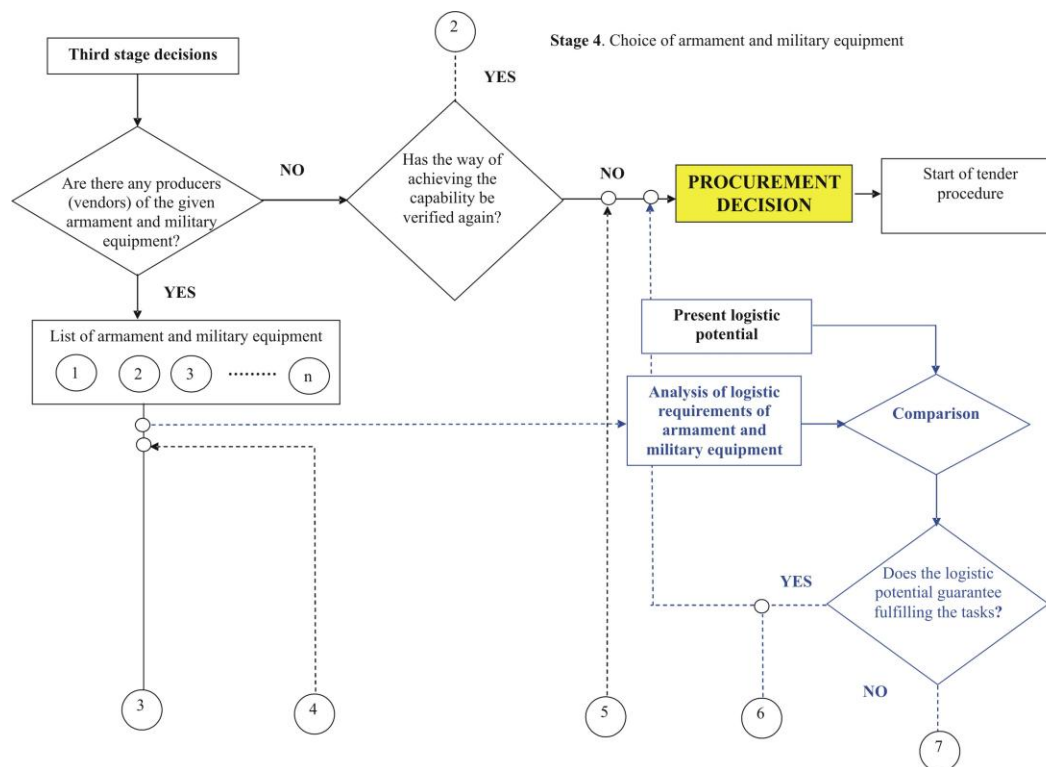 2
Stage 4. Choice of armament and military equipment
Third stage decisions
YES
Has the way of
achieving the
capability be
verified again?
NO
NO
Are there any producers
(vendors) of the given
armament and military
equipment?
PROCUREMENT
DECISION
Start of tender
procedure
YES
List of armament and military equipment
1 2 3 ......... n
Present logistic
potential
Analysis of logistic
requirements of
armament and
military equipment
Comparison
Does the logistic
potential guarantee
fulfilling the tasks?
YES
NO
3
4
5
6
7